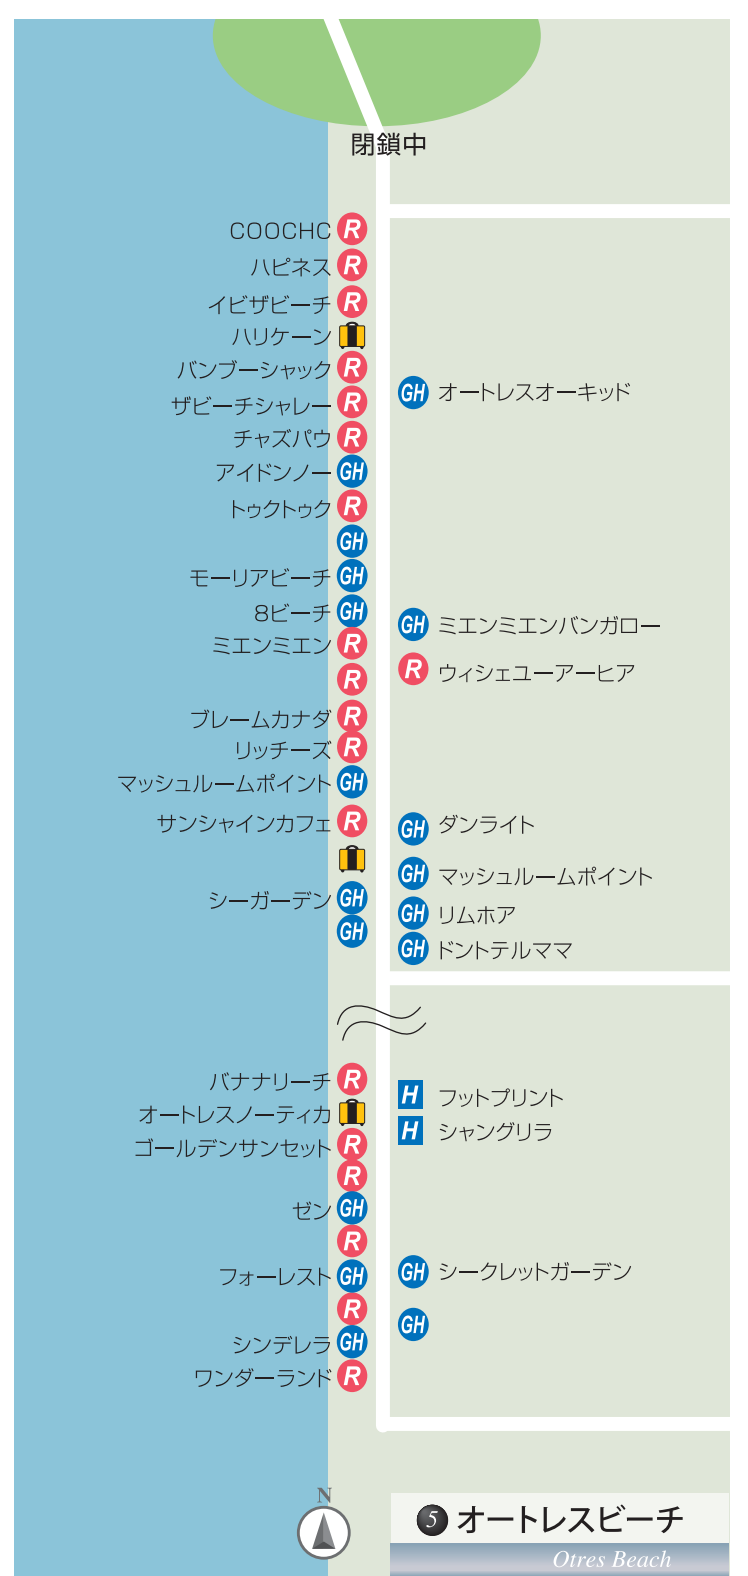 閉鎖中
COOCHC R
ハピネス R
イビザビーチ R
ハリケーン
バンブーシャック R
GH オートレスオーキッド
ザビーチシャレー R
チャズパウ R
アイドンノー GH
トゥクトゥク R
GH
モーリアビーチ GH
8ビーチ GH
GH ミエンミエンバンガロー
ミエンミエン R
R ウィシェユーアーヒア
R
ブレームカナダ R
リッチーズ R
マッシュルームポイント GH
サンシャインカフェ R
GH ダンライト
GH マッシュルームポイント
シーガーデン GH
GH リムホア
GH
GH ドントテルママ
バナナリーチ R
H フットプリント
オートレスノーティカ
H シャングリラ
ゴールデンサンセット R
R
ゼン GH
R
GH シークレットガーデン
フォーレスト GH
R
GH
シンデレラ GH
ワンダーランド R
N
5 オートレスビーチ
Otres Beach